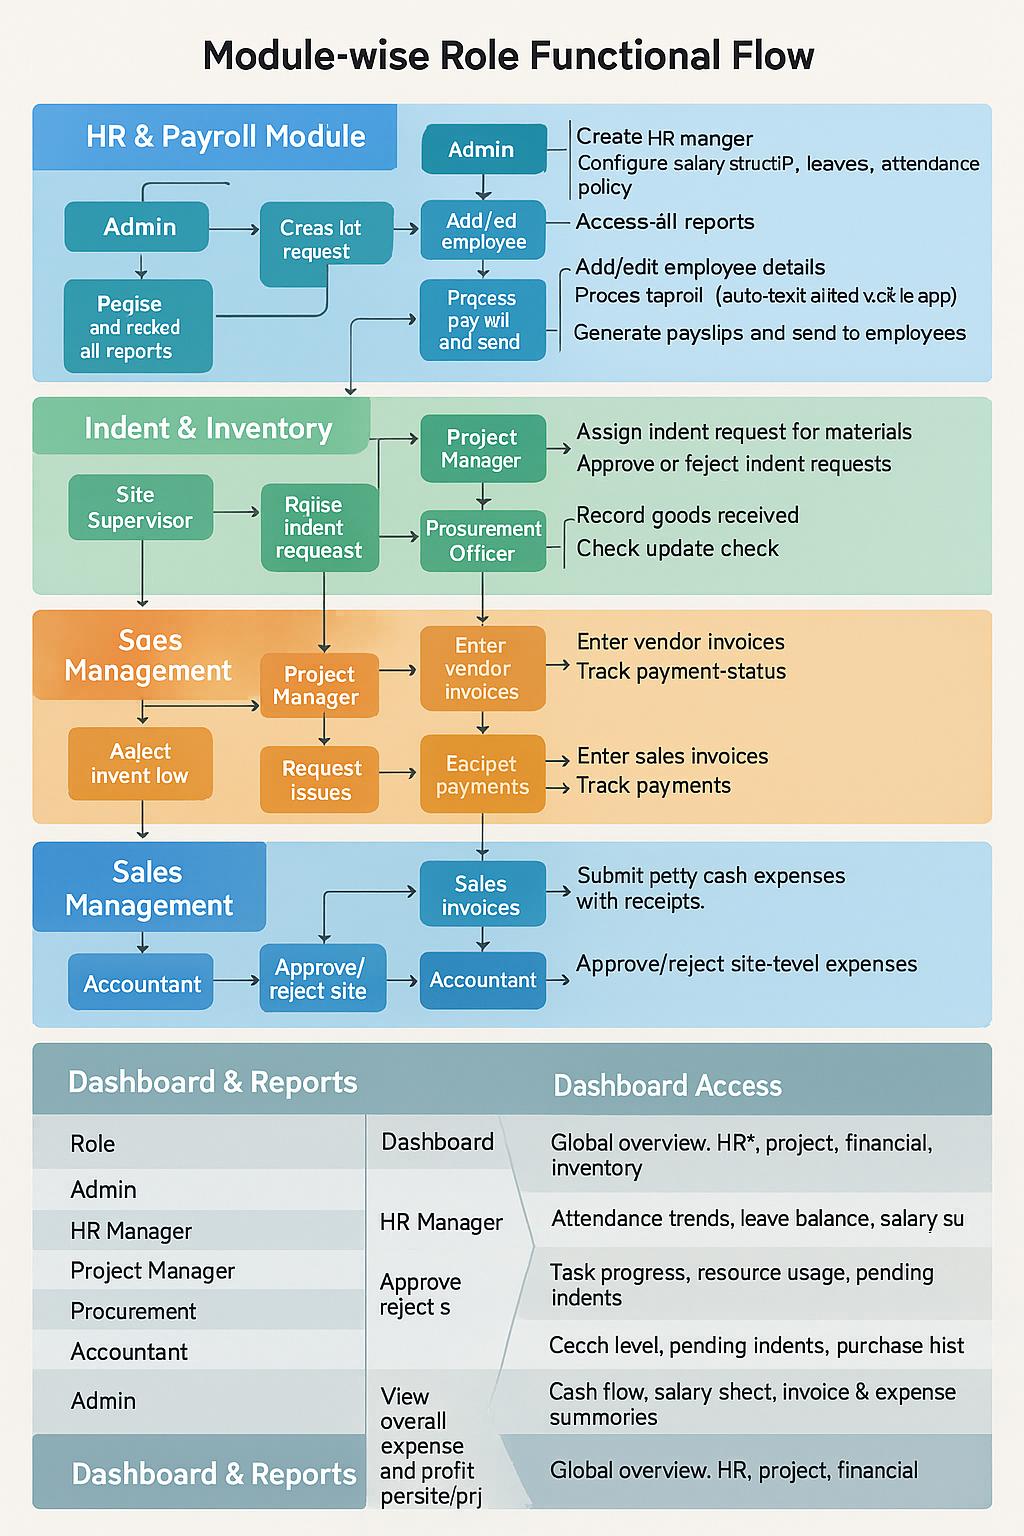 Module-wise Role Functional Flow
HR & Payroll Module
Admin
Create HR manger
Configure salary structiP, leaves, attendance
policy
Admin
Creas lot
request
Add/ed
employee
Access-all reports
Pegise
and recked
all reports
Prqcess
pay wil
and send
Add/edit employee details
Proces taproil (auto-texit aiited v.ck le app)
Generate payslips and send to employees
Indent & Inventory
Project
Manager
Assign indent request for materials
Approve or feject indent requests
Site
Supervisor
Rqiise
indent
requeast
Prosurement
Officer
Record goods received
Check update check
Sɑes
Management
Project
Manager
Enter
vendor
invoices
Enter vendor invoices
Track payment-status
Aaject
invent low
Request
issues
Eacipet
payments
Enter sales invoices
Track payments
Sales
Management
Sales
invoices
Submit petty cash expenses
with receipts.
Accountant
Approve/
reject site
Accountant
Approve/reject site-tevel expenses
Dashboard & Reports
Dashboard Access
Role
Dashboard
Global overview. HR*, project, financial,
inventory
Admin
HR Manager
HR Manager
Attendance trends, leave balance, salary su
Project Manager
Approve
reject s
Task progress, resource usage, pending
indents
Procurement
Accountant
Cecch level, pending indents, purchase hist
Admin
View
overall
expense
and profit
persite/prj
Cash flow, salary shect, invoice & expense
summories
Dashboard & Reports
Global overview. HR, project, financial